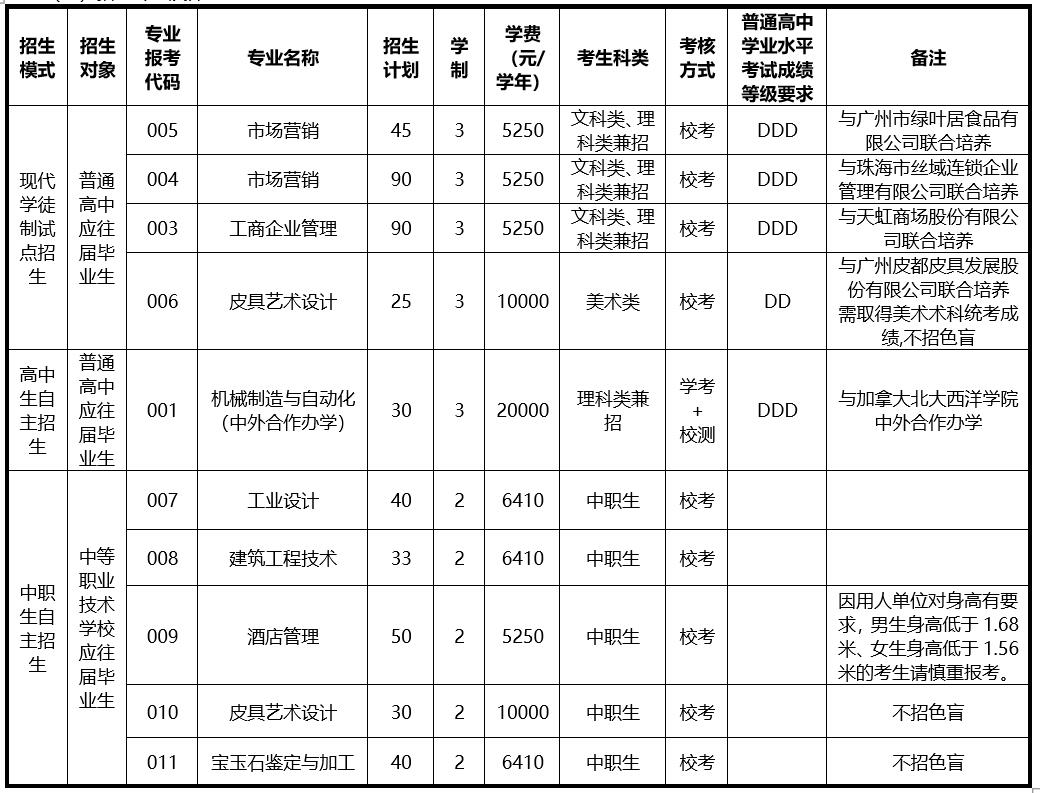 招生模式 招生对象 专业报考代码 专业名称 招生计划 学制 学费（元/学年） 考生科类 考核方式 普通高中学业水平考试成绩等级要求 备注
现代学徒制试点招生 普通高中应往届毕业生 005 市场营销 45 3 5250 文科类、理科类兼招 校考 DDD 与广州市绿叶居食品有限公司联合培养
004 市场营销 90 3 5250 文科类、理科类兼招 校考 DDD 与珠海市丝域连锁企业管理有限公司联合培养
003 工商企业管理 90 3 5250 文科类、理科类兼招 校考 DDD 与天虹商场股份有限公司联合培养
006 皮具艺术设计 25 3 10000 美术类 校考 DD 与广州皮都皮具发展股份有限公司联合培养需取得美术术科统考成绩,不招色盲
高中生自主招生 普通高中应往届毕业生 001 机械制造与自动化（中外合作办学） 30 3 20000 理科类兼招 学考+校测 DDD 与加拿大北大西洋学院中外合作办学
中职生自主招生 中等职业技术学校应往届毕业生 007 工业设计 40 2 6410 中职生 校考
008 建筑工程技术 33 2 6410 中职生 校考
009 酒店管理 50 2 5250 中职生 校考 因用人单位对身高有要求，男生身高低于 1.68 米、女生身高低于 1.56 米的考生请慎重报考。
010 皮具艺术设计 30 2 10000 中职生 校考 不招色盲
011 宝玉石鉴定与加工 40 2 6410 中职生 校考 不招色盲